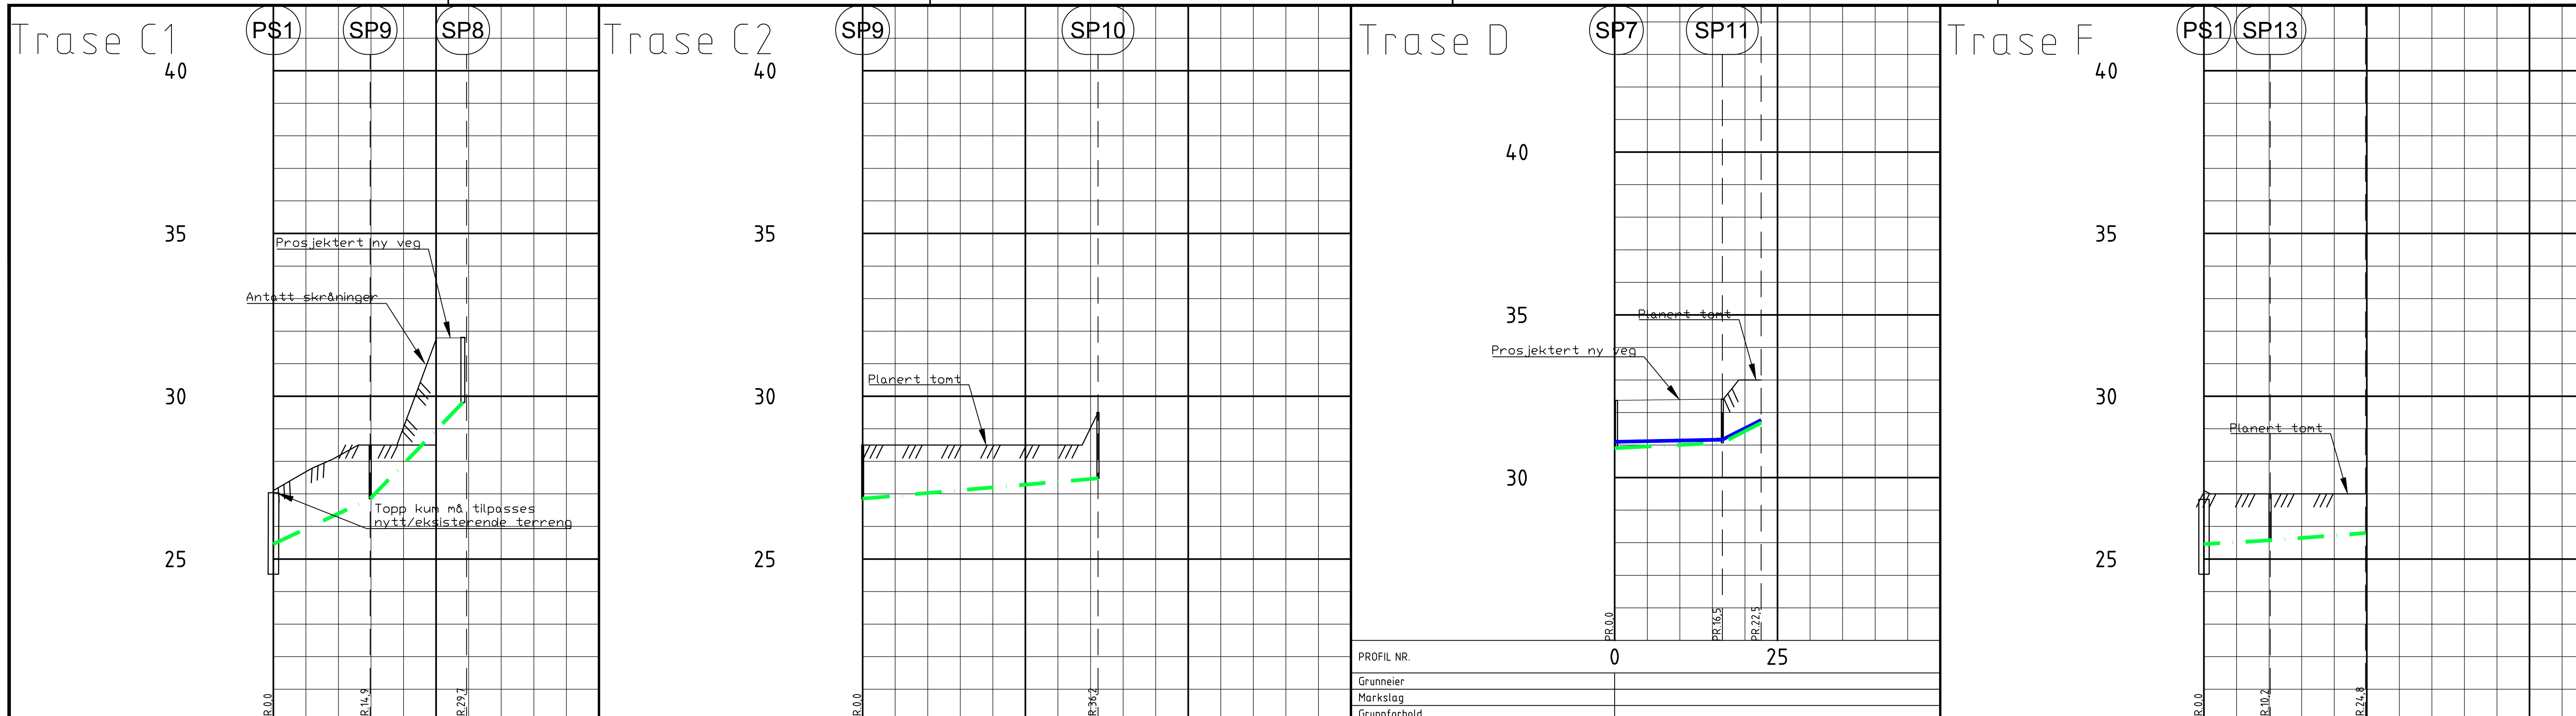 Trase C1
PS1
SP9
SP8
40
35
Prosjektert ny veg
Antatt skråninger
30
Topp kum må tilpasses
nytt/eksisterende terreng
25
R.0,0
R.14,9
R.29,7
Trase C2
SP9
SP10
40
35
30
Planert tomt
25
R.0,0
R.36,2
Trase D
SP7
SP11
40
35
Planert tomt
Prosjektert ny veg
30
PR.0,0
PR.16,5
PR.22,5
PROFIL NR.
0
25
Grunneier
Markslag
Grunnforhold
Trase F
PS1
SP13
40
35
30
Planert tomt
25
R.0,0
R.10,2
R.24,8